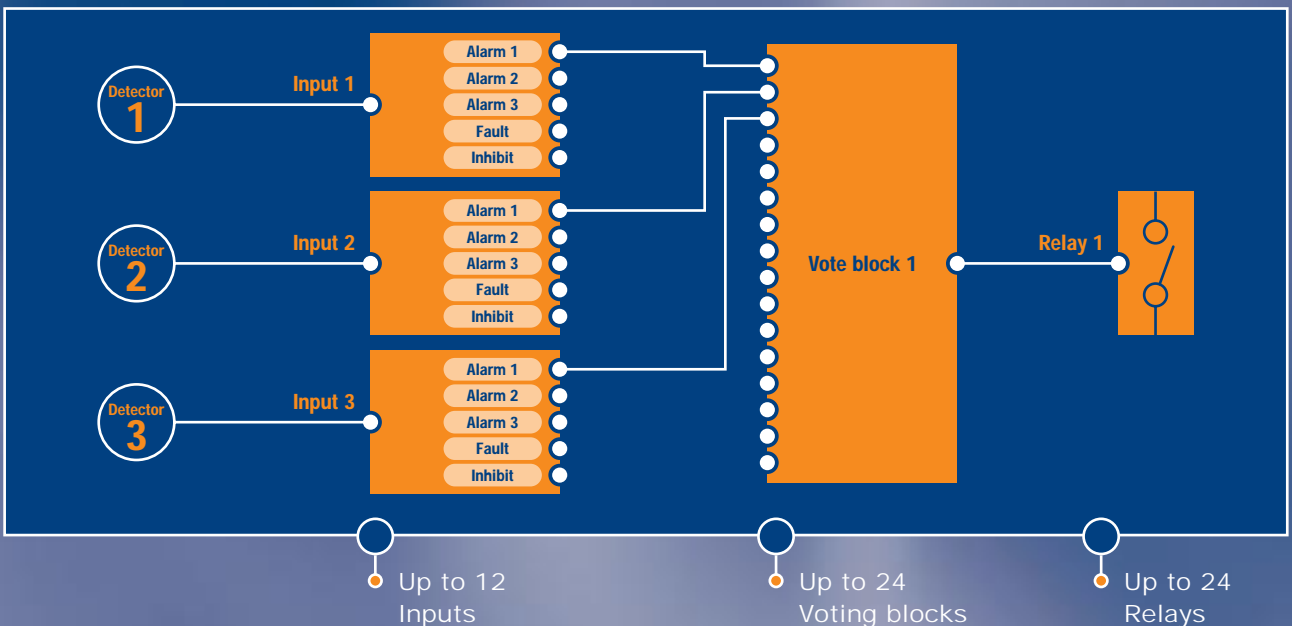 Detector
1
Input 1
Alarm 1
Alarm 2
Alarm 3
Fault
Inhibit
Detector
2
Input 2
Alarm 1
Alarm 2
Alarm 3
Fault
Inhibit
Detector
3
Input 3
Alarm 1
Alarm 2
Alarm 3
Fault
Inhibit
Vote block 1
Relay 1
Up to 12
Inputs
Up to 24
Voting blocks
Up to 24
Relays